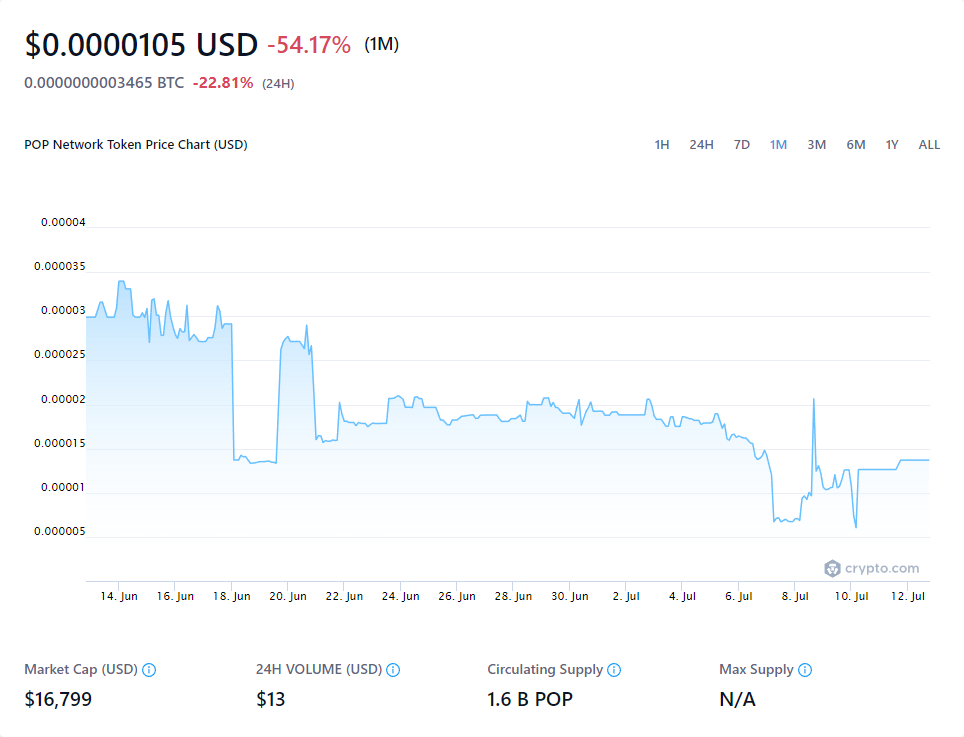 $0.0000105 USD -54.17% (1M)
0.0000000003465 BTC -22.81% (24H)
POP Network Token Price Chart (USD) 1H 24H 7D 1M 3M 6M 1Y ALL
0.00004
0.000035
0.00003
0.000025
0.00002
0.000015
0.00001
0.000005
crypto.com
14. Jun 16. Jun 18. Jun 20. Jun 22. Jun 24. Jun 26. Jun 28. Jun 30. Jun 2. Jul 4. Jul 6. Jul 8. Jul 10. Jul 12. Jul
Market Cap (USD) 24H VOLUME (USD) Circulating Supply Max Supply
$16,799 $13 1.6 B POP N/A